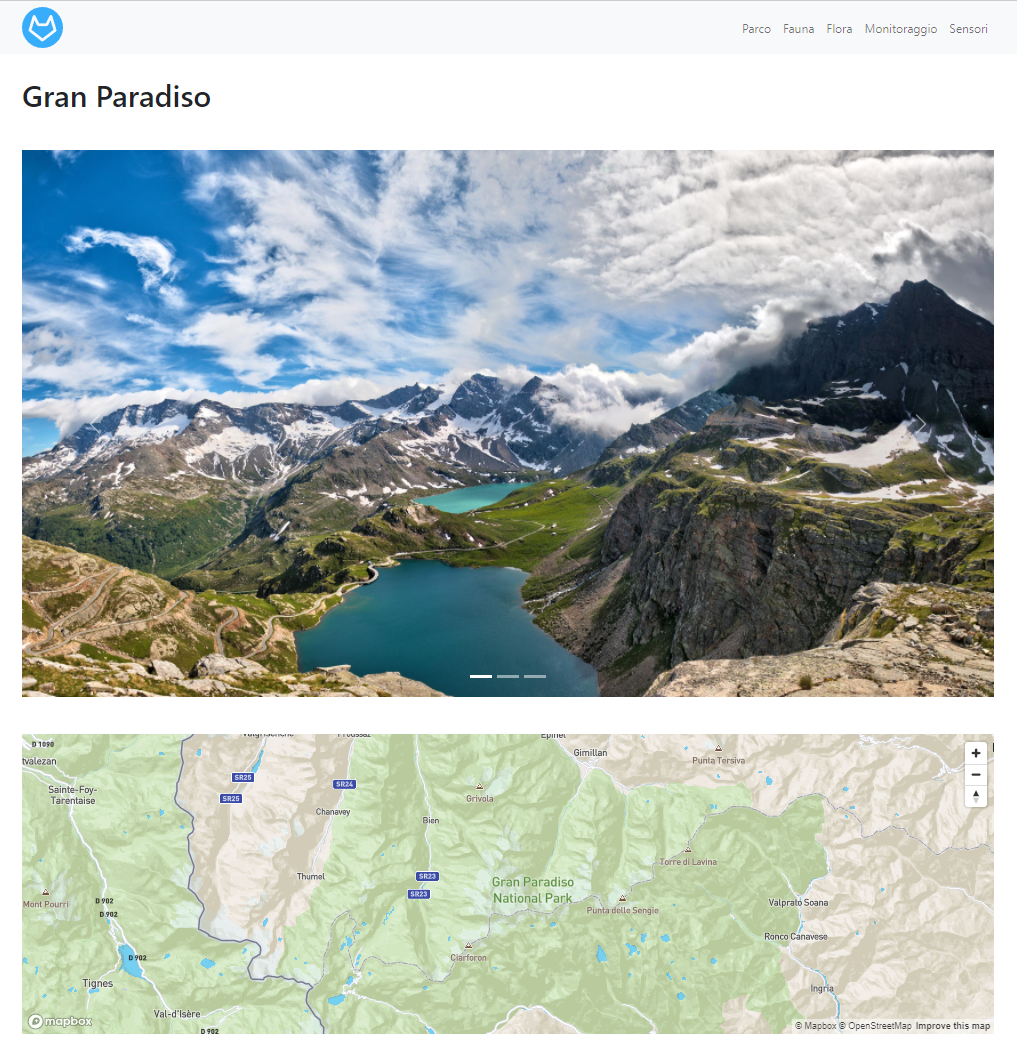 Parco Fauna Flora Monitoraggio Sensori
Gran Paradiso
D 1090
Epinel
Gimillan
tvalezan
Punta Tersiva
SR25
SR24
Sainte-Foy-
Tarentaise
SR25
Grivola
Chanavey
Bien
Torre di Lavina
Thumel
SR23
Gran Paradiso
National Park
Mont Pourri
SR23
D 902
Valprato Soana
D 902
Punta delle Sengie
Ronco Canavese
D 902
Ciarforon
Tignes
Ingria
Val-d'Isère
mapbox
© Mapbox © OpenStreetMap Improve this map
D 902